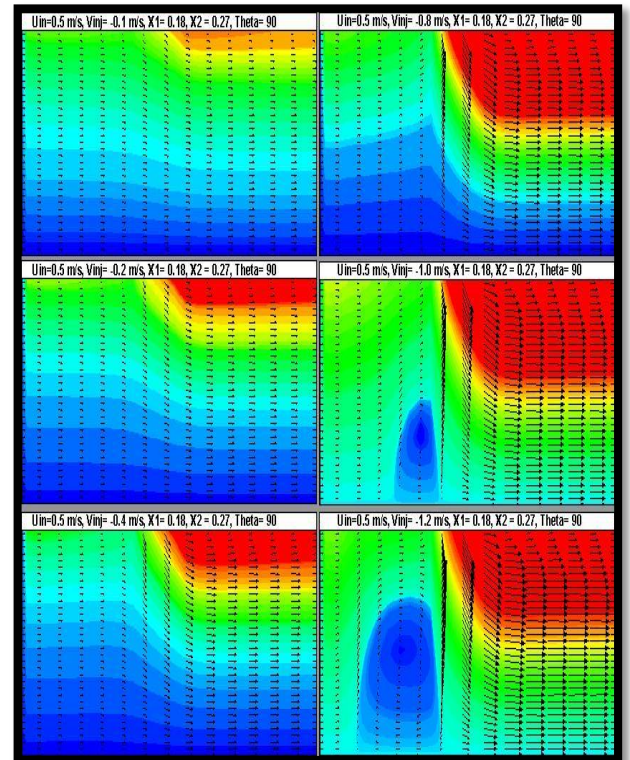 Uin=0.5 m/s, Vinj= -0.1 m/s, X1= 0.18, X2 = 0.27, Theta= 90
Uin=0.5 m/s, Vinj= -0.8 m/s, X1= 0.18, X2 = 0.27, Theta= 90
Uin=0.5 m/s, Vinj= -0.2 m/s, X1= 0.18, X2 = 0.27, Theta= 90
Uin=0.5 m/s, Vinj= -1.0 m/s, X1= 0.18, X2 = 0.27, Theta= 90
Uin=0.5 m/s, Vinj= -0.4 m/s, X1= 0.18, X2 = 0.27, Theta= 90
Uin=0.5 m/s, Vinj= -1.2 m/s, X1= 0.18, X2 = 0.27, Theta= 90